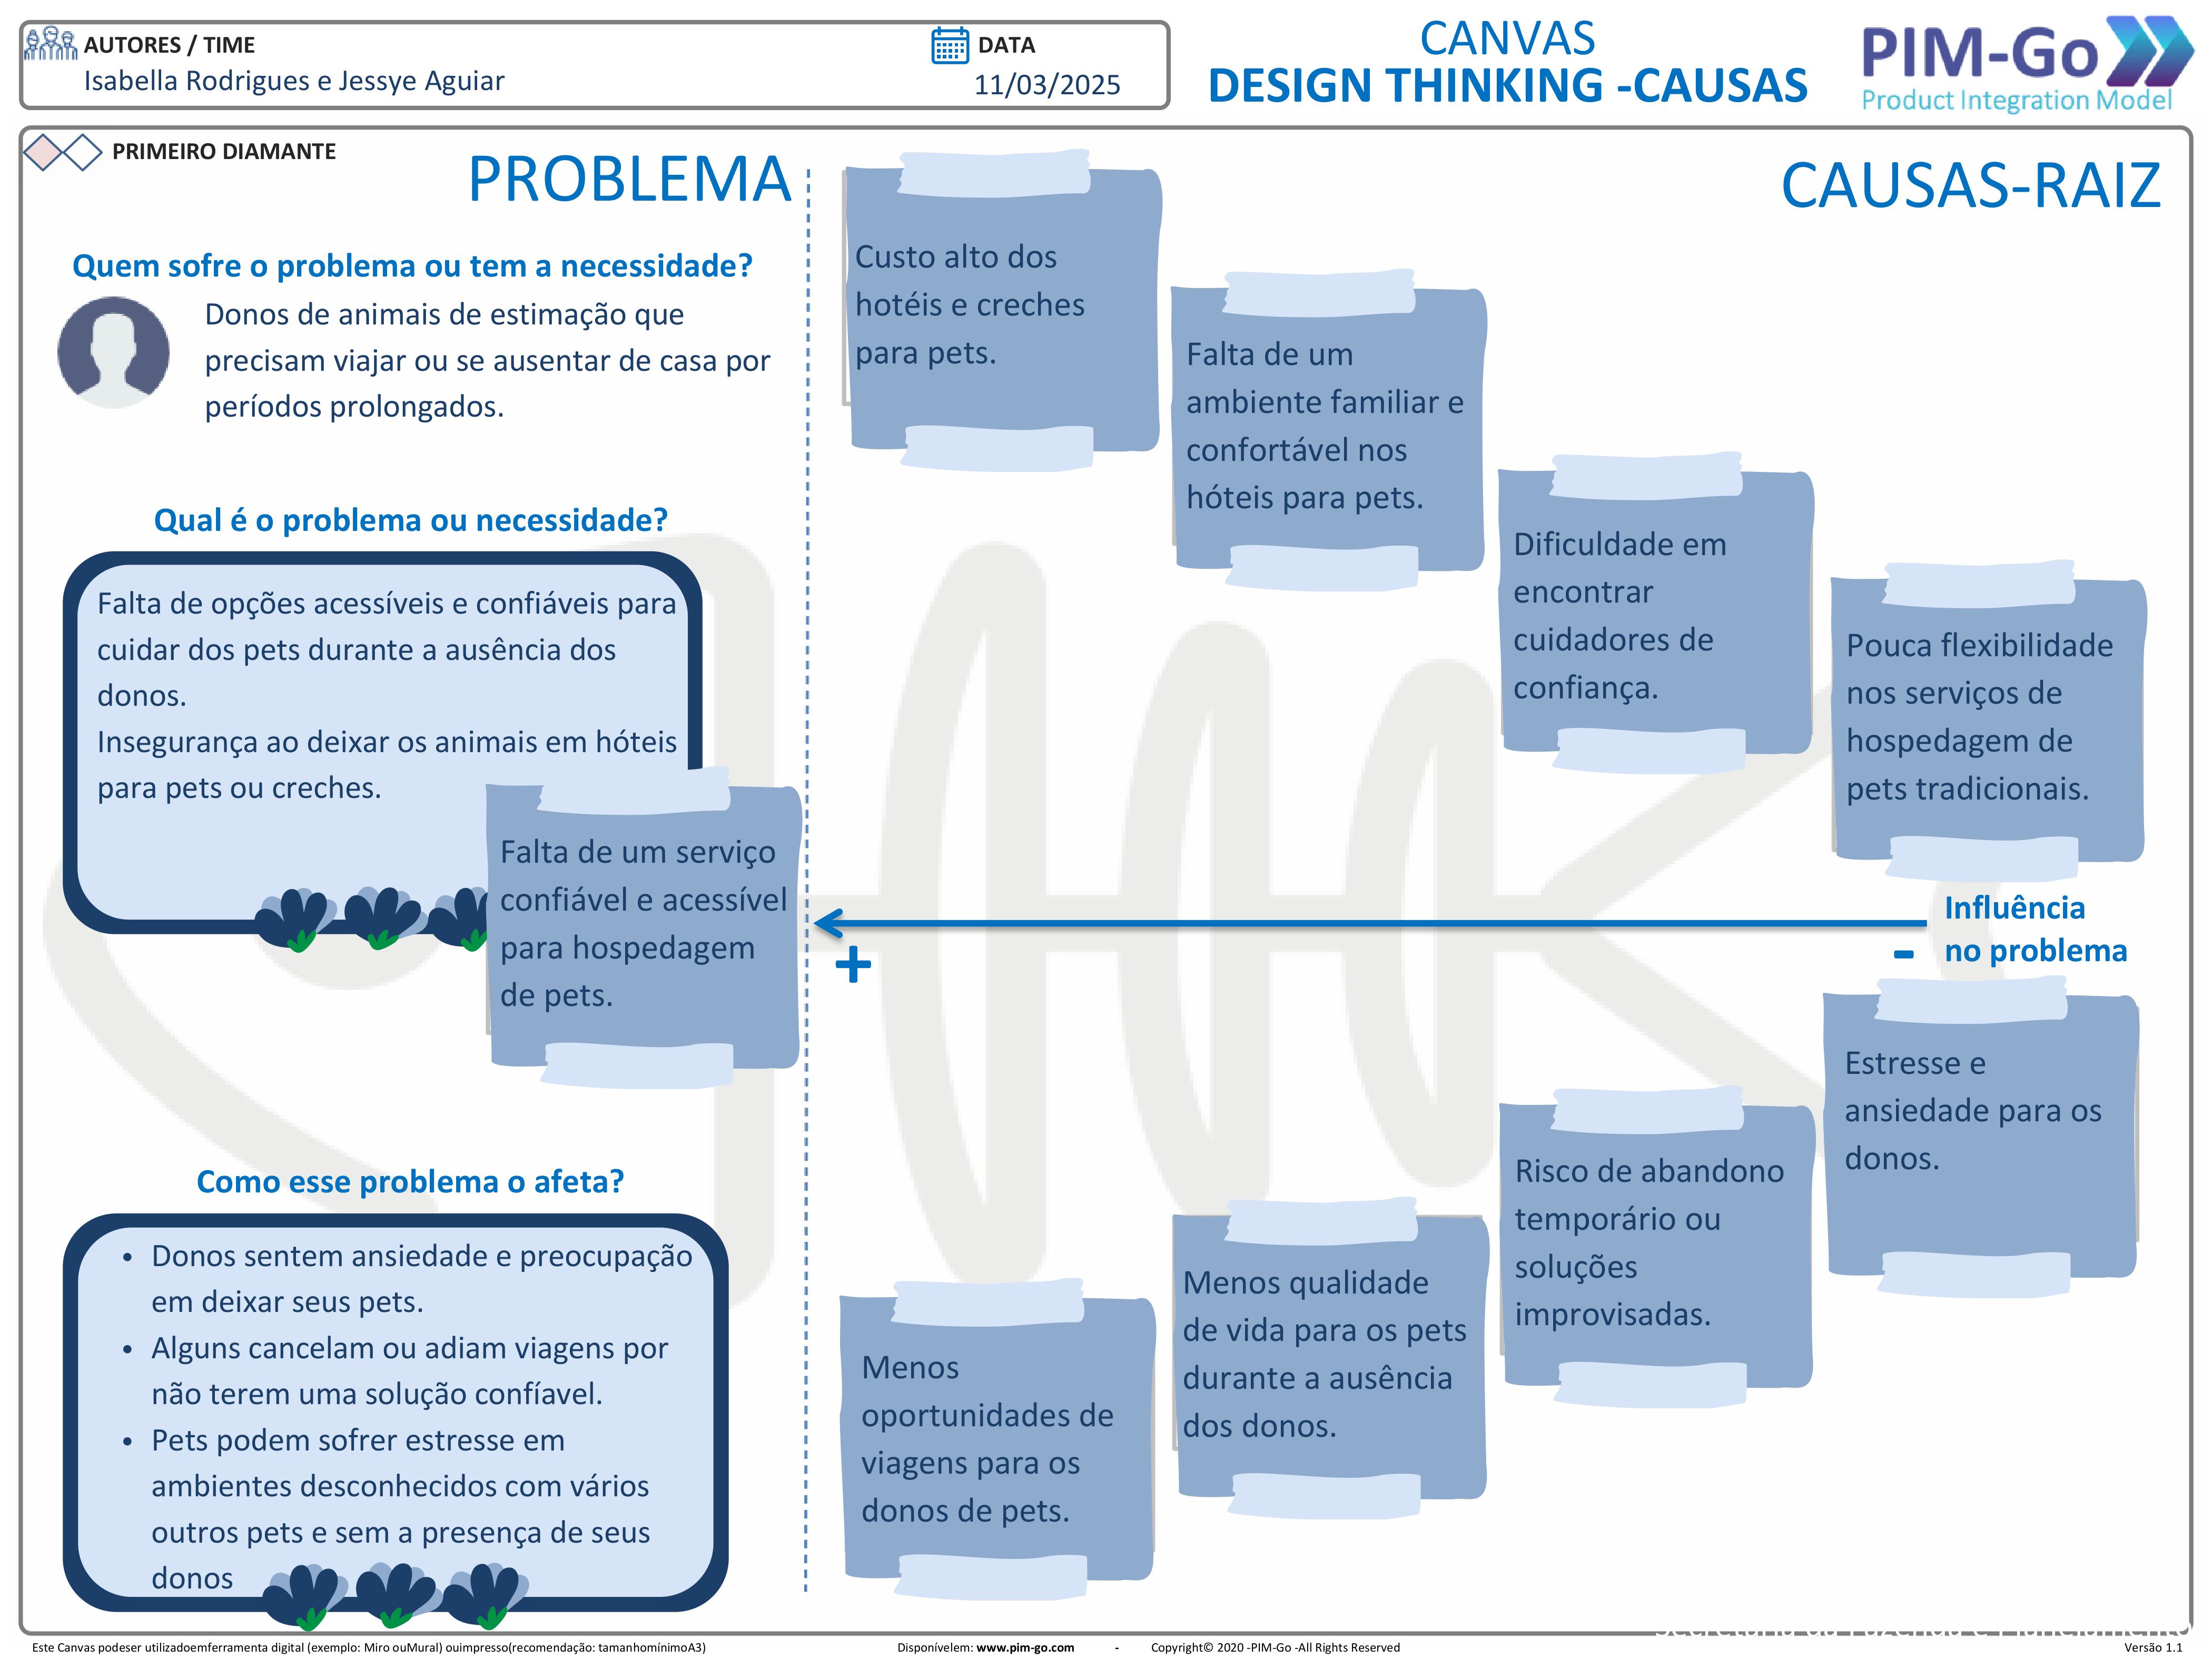 AUTORES / TIME
Isabella Rodrigues e Jessye Aguiar
DATA
11/03/2025
CANVAS
DESIGN THINKING -CAUSAS
PIM-Go
Product Integration Model
PRIMEIRO DIAMANTE
PROBLEMA
CAUSAS-RAIZ
Quem sofre o problema ou tem a necessidade?
Donos de animais de estimação que
precisam viajar ou se ausentar de casa por
períodos prolongados.
Qual é o problema ou necessidade?
Falta de opções acessíveis e confiáveis para
cuidar dos pets durante a ausência dos
donos.
Insegurança ao deixar os animais em hóteis
para pets ou creches.
Falta de um serviço
confiável e acessível
para hospedagem
de pets.
Como esse problema o afeta?
• Donos sentem ansiedade e preocupação
em deixar seus pets.
• Alguns cancelam ou adiam viagens por
não terem uma solução confíavel.
• Pets podem sofrer estresse em
ambientes desconhecidos com vários
outros pets e sem a presença de seus
donos
Custo alto dos
hotéis e creches
para pets.
Falta de um
ambiente familiar e
confortável nos
hóteis para pets.
Dificuldade em
encontrar
cuidadores de
confiança.
Pouca flexibilidade
nos serviços de
hospedagem de
pets tradicionais.
+
-
Influência
no problema
Menos
oportunidades de
viagens para os
donos de pets.
Menos qualidade
de vida para os pets
durante a ausência
dos donos.
Risco de abandono
temporário ou
soluções
improvisadas.
Estresse e
ansiedade para os
donos.
Este Canvas podeser utilizadoemferramenta digital (exemplo: Miro ouMural) ouimpresso(recomendação: tamanhomínimoA3)
Disponívelem: www.pim-go.com - Copyright© 2020 -PIM-Go -All Rights Reserved
Versão 1.1